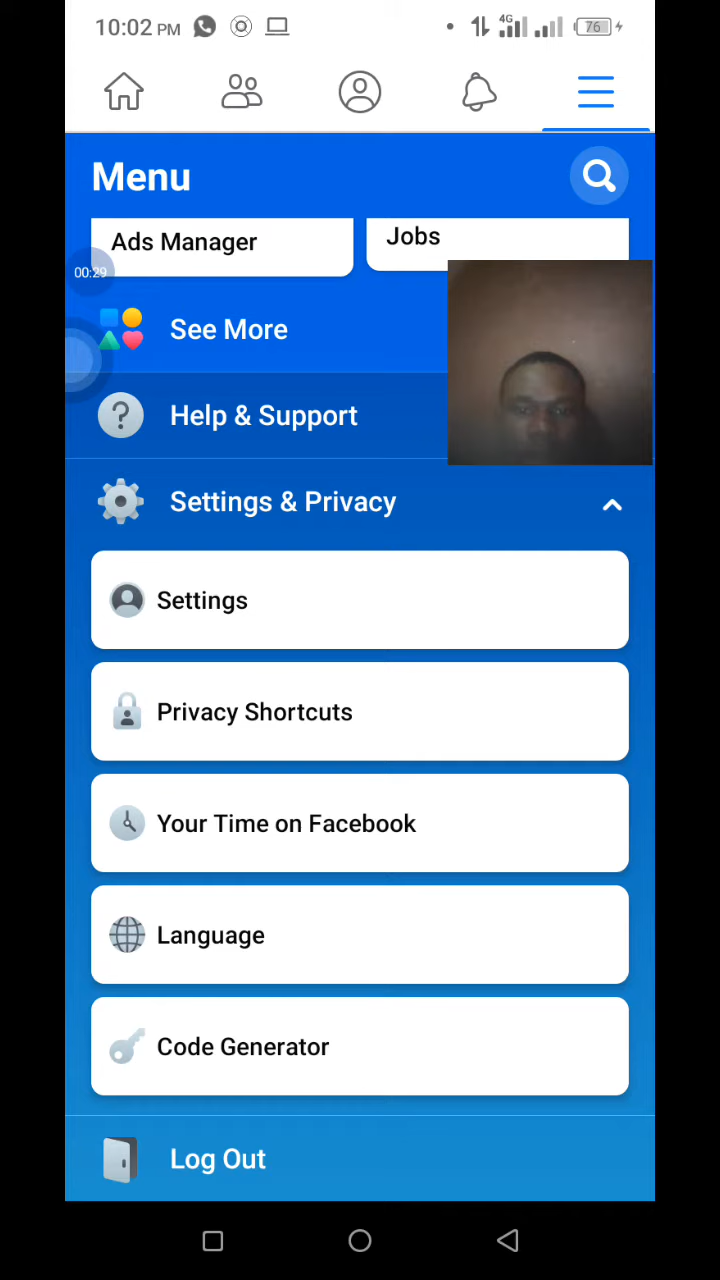 10:02 PM 4G 76
Menu
Ads Manager
Jobs
00:29
See More
Help & Support
Settings & Privacy
Settings
Privacy Shortcuts
Your Time on Facebook
Language
Code Generator
Log Out